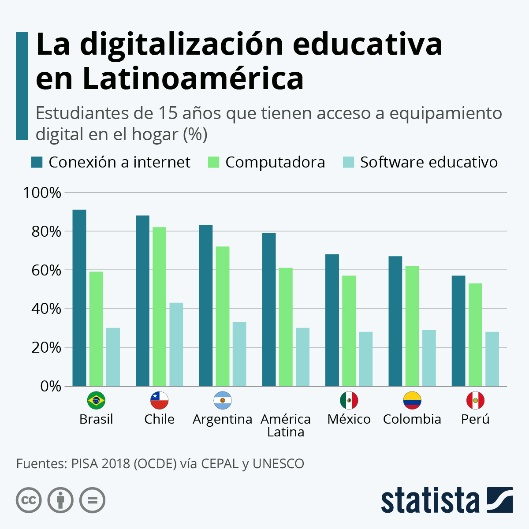 La digitalización educativa
en Latinoamérica
Estudiantes de 15 años que tienen acceso a equipamiento
digital en el hogar (%)
Conexión a internet Computadora Software educativo
100%
80%
60%
40%
20%
0%
Brasil Chile Argentina América Latina México Colombia Perú
Fuentes: PISA 2018 (OCDE) vía CEPAL y UNESCO
cc
statista